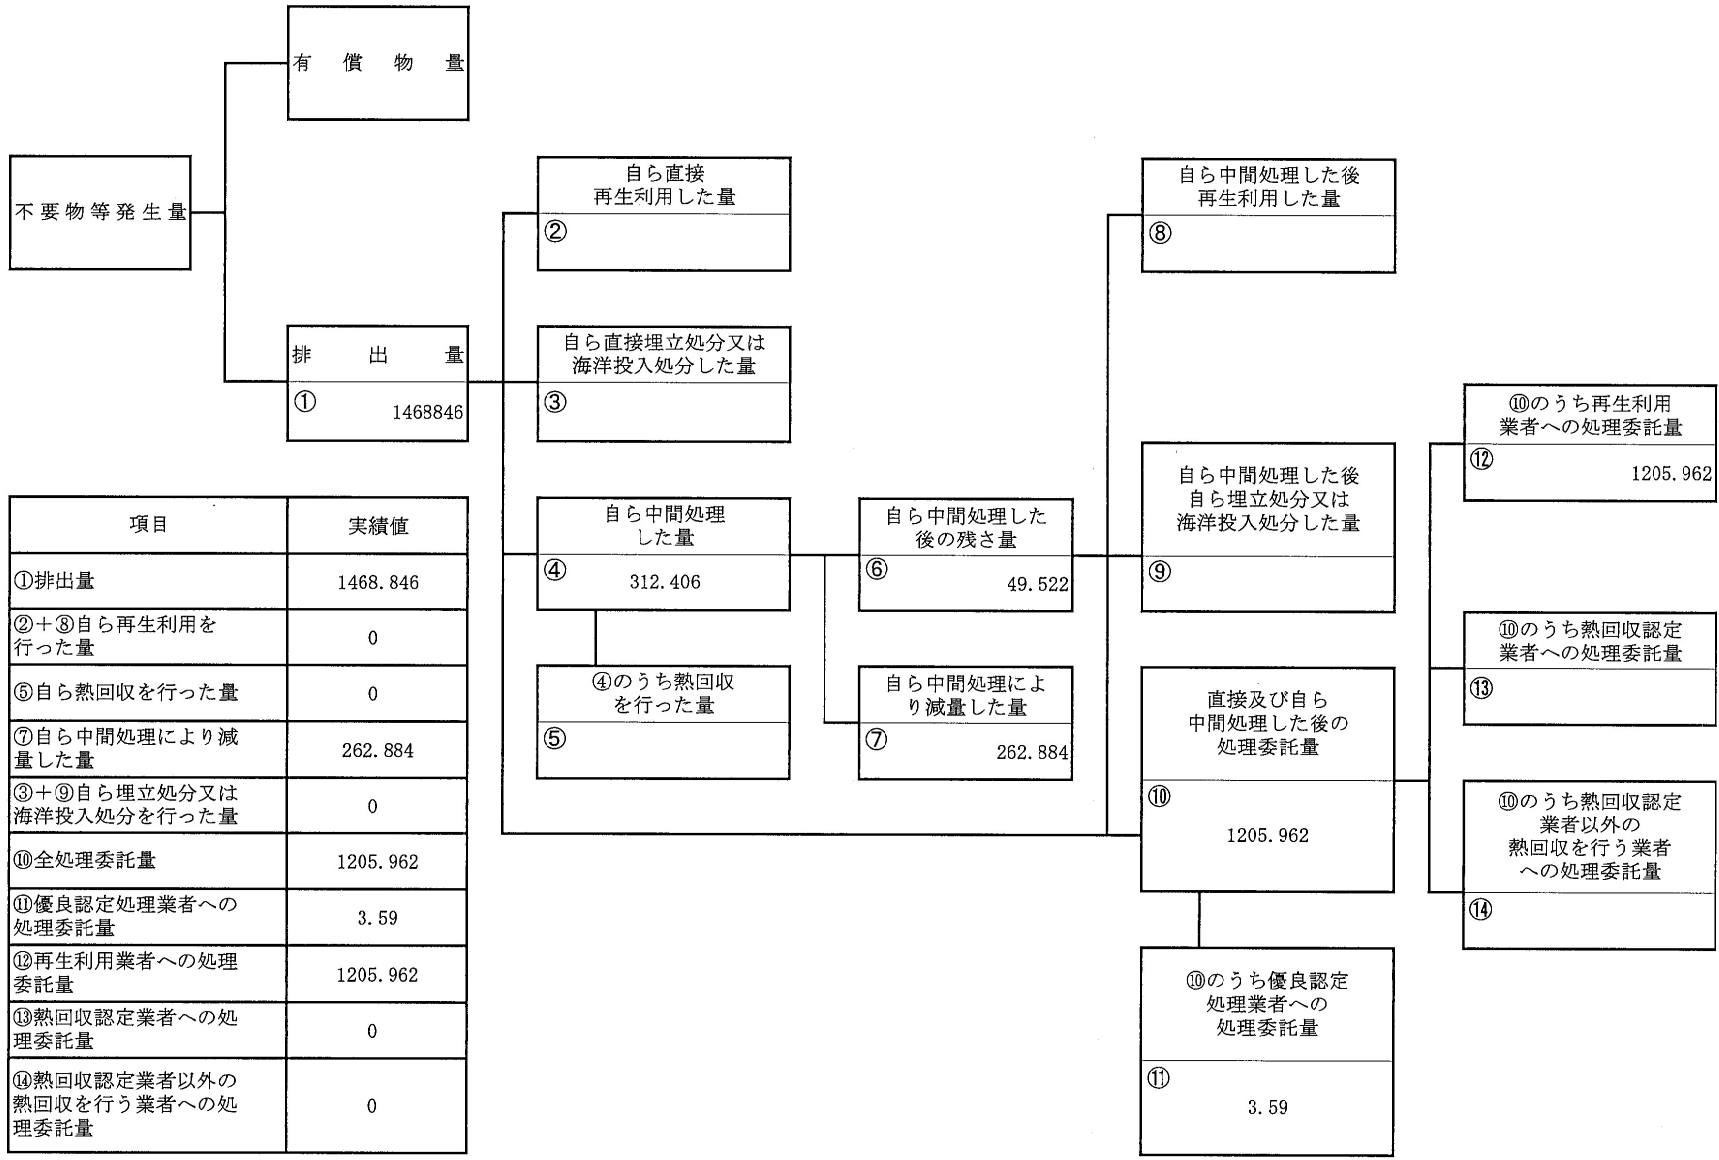 有償物量
不要物等発生量
排出量
① 1468846
自ら直接
再生利用した量
②
自ら直接埋立処分又は
海洋投入処分した量
③
自ら中間処理
した量
④ 312.406
④のうち熱回収
を行った量
⑤
自ら中間処理した
後の残さ量
⑥ 49.522
自ら中間処理によ
り減量した量
⑦ 262.884
自ら中間処理した後
再生利用した量
⑧
自ら中間処理した後
自ら埋立処分又は
海洋投入処分した量
⑨
直接及び自ら
中間処理した後の
処理委託量
⑩
1205.962
⑩のうち優良認定
処理業者への
処理委託量
⑪
3.59
⑩のうち再生利用
業者への処理委託量
⑫ 1205.962
⑩のうち熱回収認定
業者への処理委託量
⑬
⑩のうち熱回収認定
業者以外の
熱回収を行う業者
への処理委託量
⑭
項目 実績値
①排出量 1468.846
②+⑧自ら再生利用を
行った量 0
⑤自ら熱回収を行った量 0
⑦自ら中間処理により減
量した量 262.884
③+⑨自ら埋立処分又は
海洋投入処分を行った量 0
⑩全処理委託量 1205.962
⑪優良認定処理業者への
処理委託量 3.59
⑫再生利用業者への処理
委託量 1205.962
⑬熱回収認定業者への処
理委託量 0
⑭熱回収認定業者以外の
熱回収を行う業者への処
理委託量 0